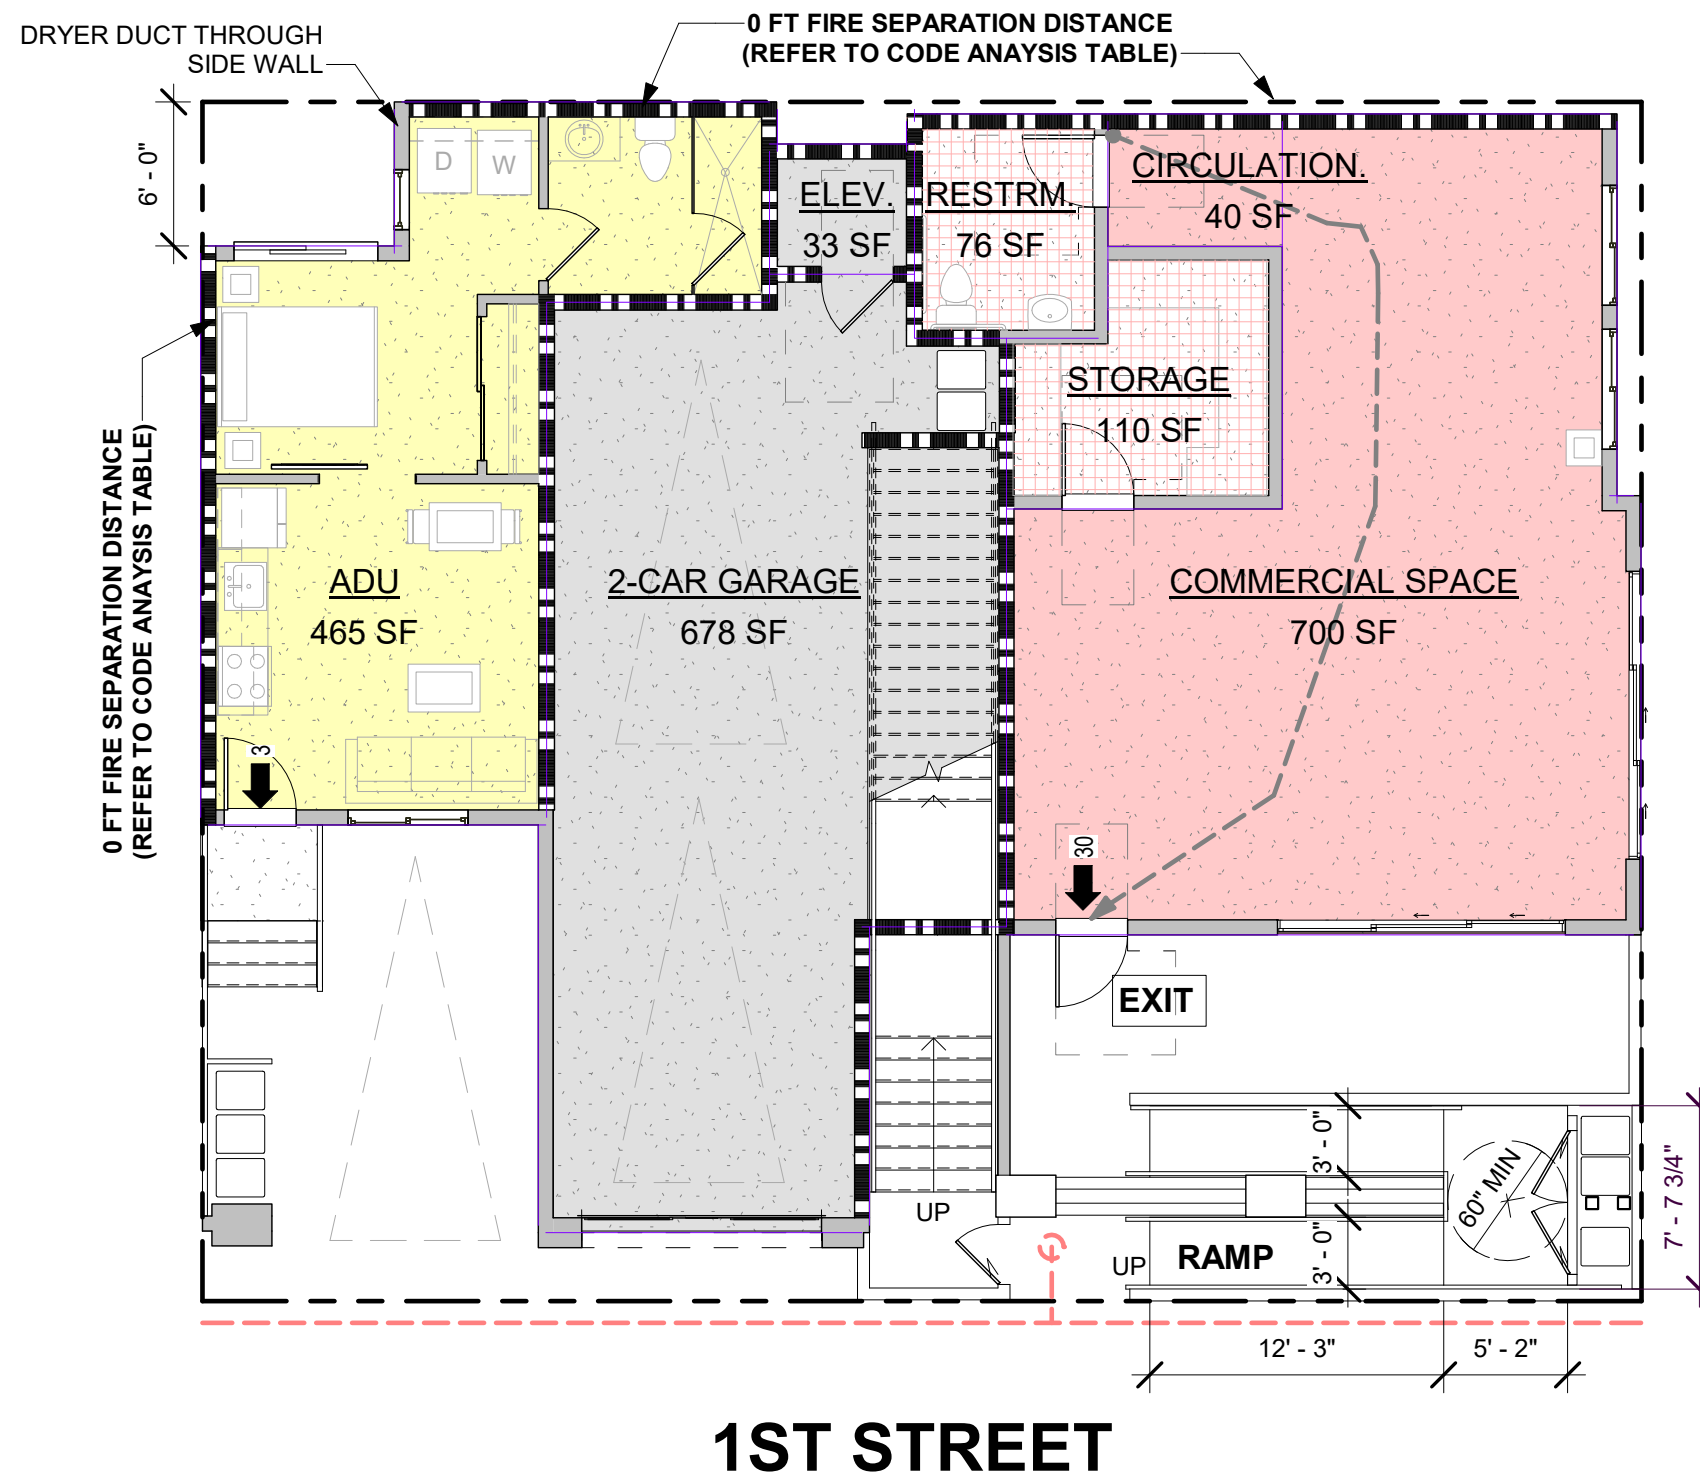 DRYER DUCT THROUGH
SIDE WALL
0 FT FIRE SEPARATION DISTANCE
(REFER TO CODE ANAYSIS TABLE)
6' - 0"
D
W
ELEV.
33 SF
RESTRM.
76 SF
CIRCULATION.
40 SF
STORAGE
110 SF
0 FT FIRE SEPARATION DISTANCE
(REFER TO CODE ANAYSIS TABLE)
ADU
465 SF
2-CAR GARAGE
678 SF
COMMERCIAL SPACE
700 SF
3
30
EXIT
3' - 0"
60" MIN
7' - 7 3/4"
UP
UP
RAMP
3' - 0"
12' - 3"
5' - 2"
1ST STREET